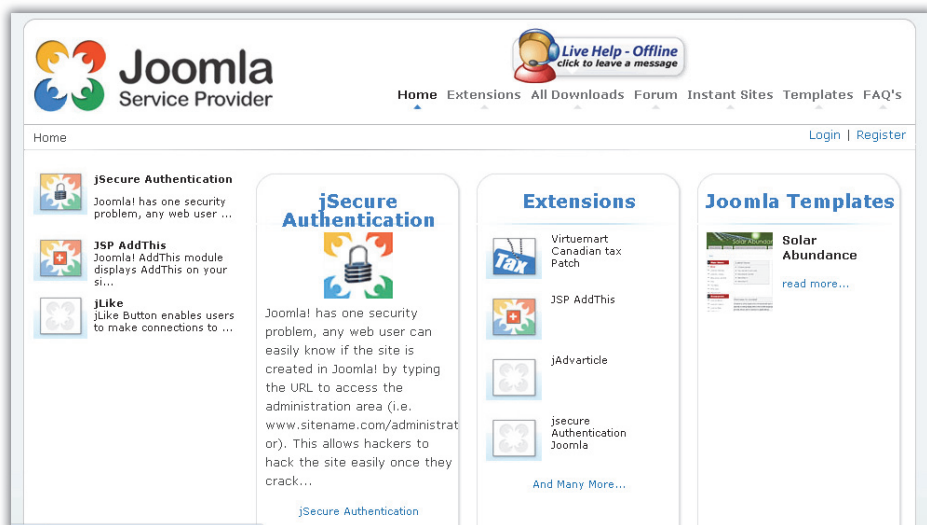 Joomla
Service Provider
Live Help - Offline
click to leave a message
Home Extensions All Downloads Forum Instant Sites Templates FAQ's
Home
Login | Register
jSecure Authentication
Joomla! has one security
problem, any web user ...
JSP AddThis
Joomla! AddThis module
displays AddThis on your
si...
jLike
jLike Button enables users
to make connections to ...
jSecure
Authentication
Joomla! has one security
problem, any web user can
easily know if the site is
created in Joomla! by typing
the URL to access the
administration area (i.e.
www.sitename.com/administrat
or). This allows hackers to
hack the site easily once they
crack...
jSecure Authentication
Extensions
Tax
Virtuemart
Canadian tax
Patch
JSP AddThis
jAdvarticle
jsecure
Authentication
Joomla
And Many More...
Joomla Templates
Solar Abundance
Solar
Abundance
read more...